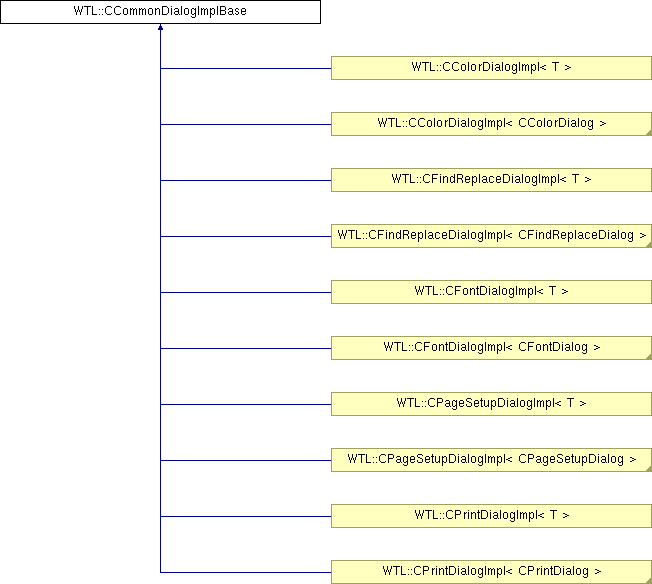 WTL::CCommonDialogImplBase
WTL::CColorDialogImpl< T >
WTL::CColorDialogImpl< CColorDialog >
WTL::CFindReplaceDialogImpl< T >
WTL::CFindReplaceDialogImpl< CFindReplaceDialog >
WTL::CFontDialogImpl< T >
WTL::CFontDialogImpl< CFontDialog >
WTL::CPageSetupDialogImpl< T >
WTL::CPageSetupDialogImpl< CPageSetupDialog >
WTL::CPrintDialogImpl< T >
WTL::CPrintDialogImpl< CPrintDialog >